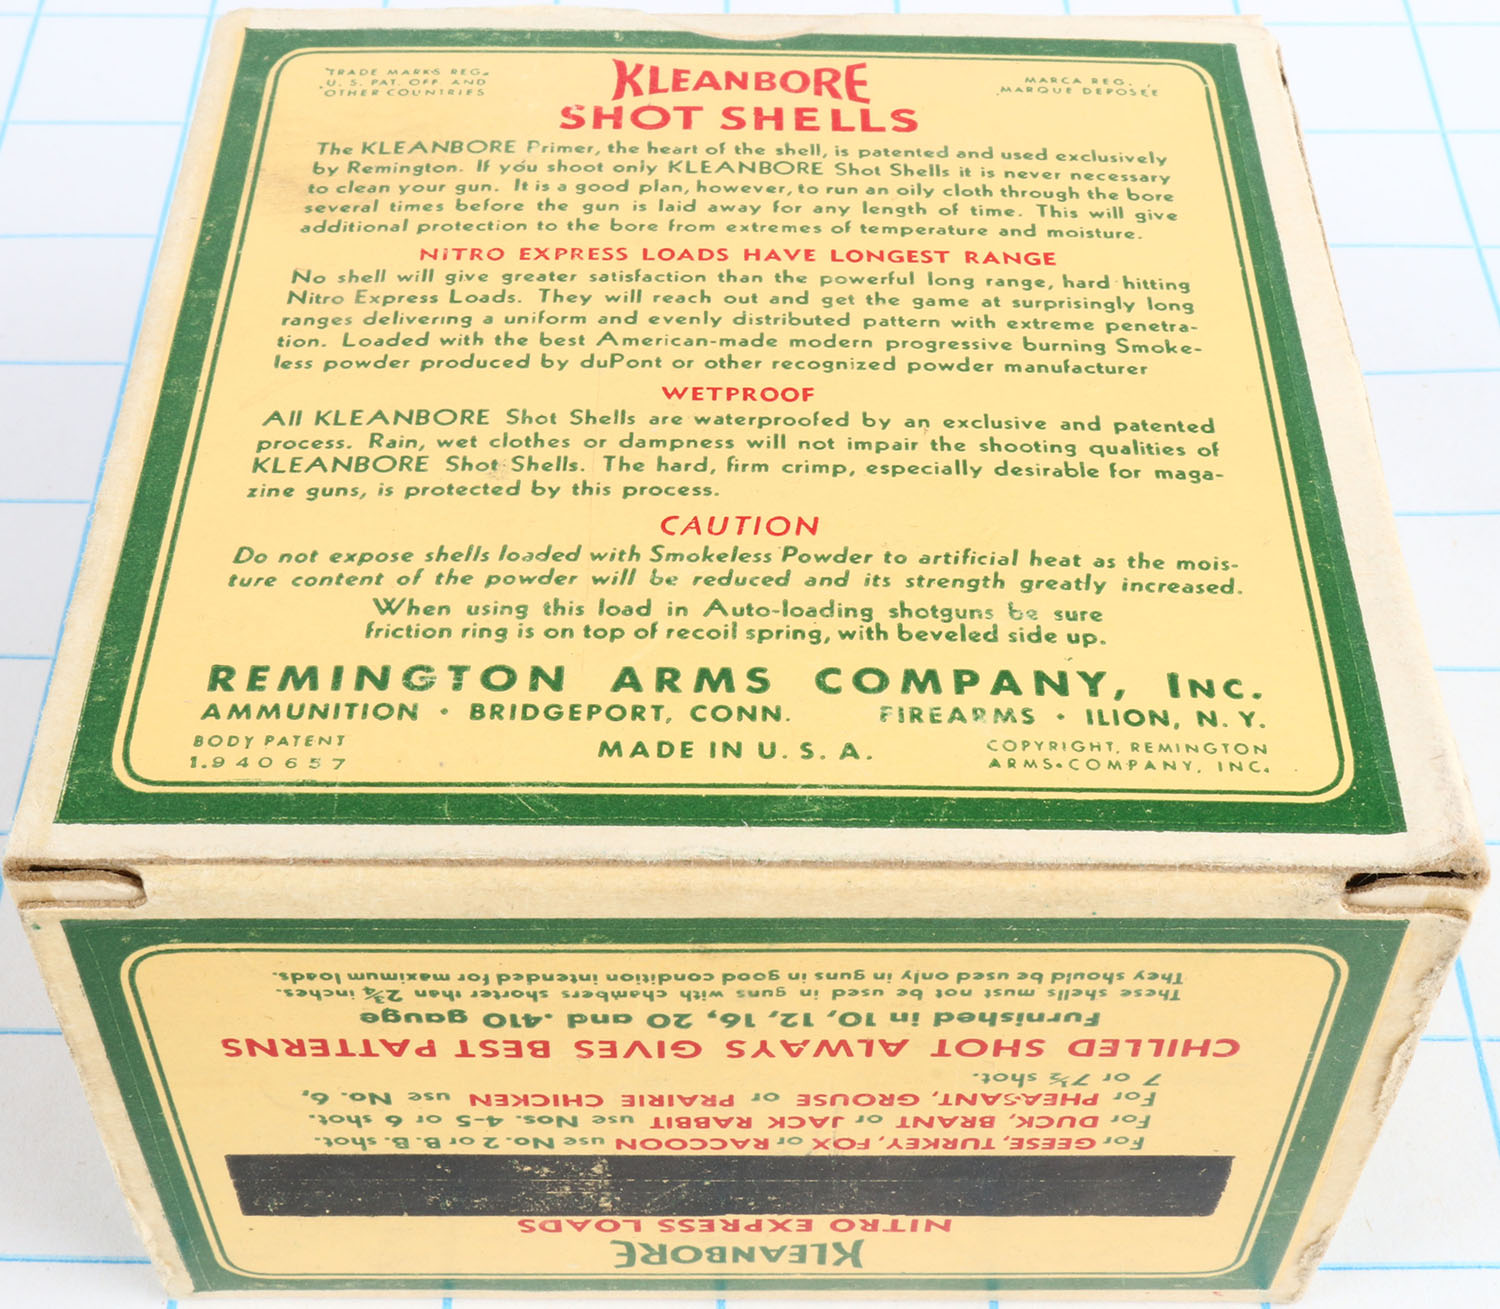 TRADE MARKS REG.
U. S. PAT. OFF. AND
OTHER COUNTRIES
KLEANBORE
SHOT SHELLS
MARCA REG.
MARQUE DEPOSÉE
The KLEANBORE Primer, the heart of the shell, is patented and used exclusively
by Remington. If you shoot only KLEANBORE Shot Shells it is never necessary
to clean your gun. It is a good plan, however, to run an oily cloth through the bore
several times before the gun is laid away for any length of time. This will give
additional protection to the bore from extremes of temperature and moisture.
NITRO EXPRESS LOADS HAVE LONGEST RANGE
No shell will give greater satisfaction than the powerful long range, hard hitting
Nitro Express Loads. They will reach out and get the game at surprisingly long
ranges delivering a uniform and evenly distributed pattern with extreme penetra-
tion. Loaded with the best American-made modern progressive burning Smoke-
less powder produced by duPont or other recognized powder manufacturer
WETPROOF
All KLEANBORE Shot Shells are waterproofed by an exclusive and patented
process. Rain, wet clothes or dampness will not impair the shooting qualities of
KLEANBORE Shot Shells. The hard, firm crimp, especially desirable for maga-
zine guns, is protected by this process.
CAUTION
Do not expose shells loaded with Smokeless Powder to artificial heat as the mois-
ture content of the powder will be reduced and its strength greatly increased.
When using this load in Auto-loading shotguns be sure
friction ring is on top of recoil spring, with beveled side up.
REMINGTON ARMS COMPANY, INC.
AMMUNITION • BRIDGEPORT, CONN. FIREARMS • ILION, N. Y.
BODY PATENT
1.940657
MADE IN U. S. A.
COPYRIGHT, REMINGTON
ARMS COMPANY, INC.
KLEANBORE
NITRO EXPRESS LOADS
For GEESE, TURKEY, FOX or RACCOON use No. 2 or B. B. shot.
For DUCK, BRANT or JACK RABBIT use Nos. 4-5 or 6 shot.
For PHEASANT, GROUSE or PRAIRIE CHICKEN use No. 6,
7 or 7½ shot.
CHILLED SHOT ALWAYS GIVES BEST PATTERNS
Furnished in 10, 12, 16, 20 and .410 gauge
These shells must not be used in guns with chambers shorter than 2¾ inches.
They should be used only in guns in good condition intended for maximum loads.